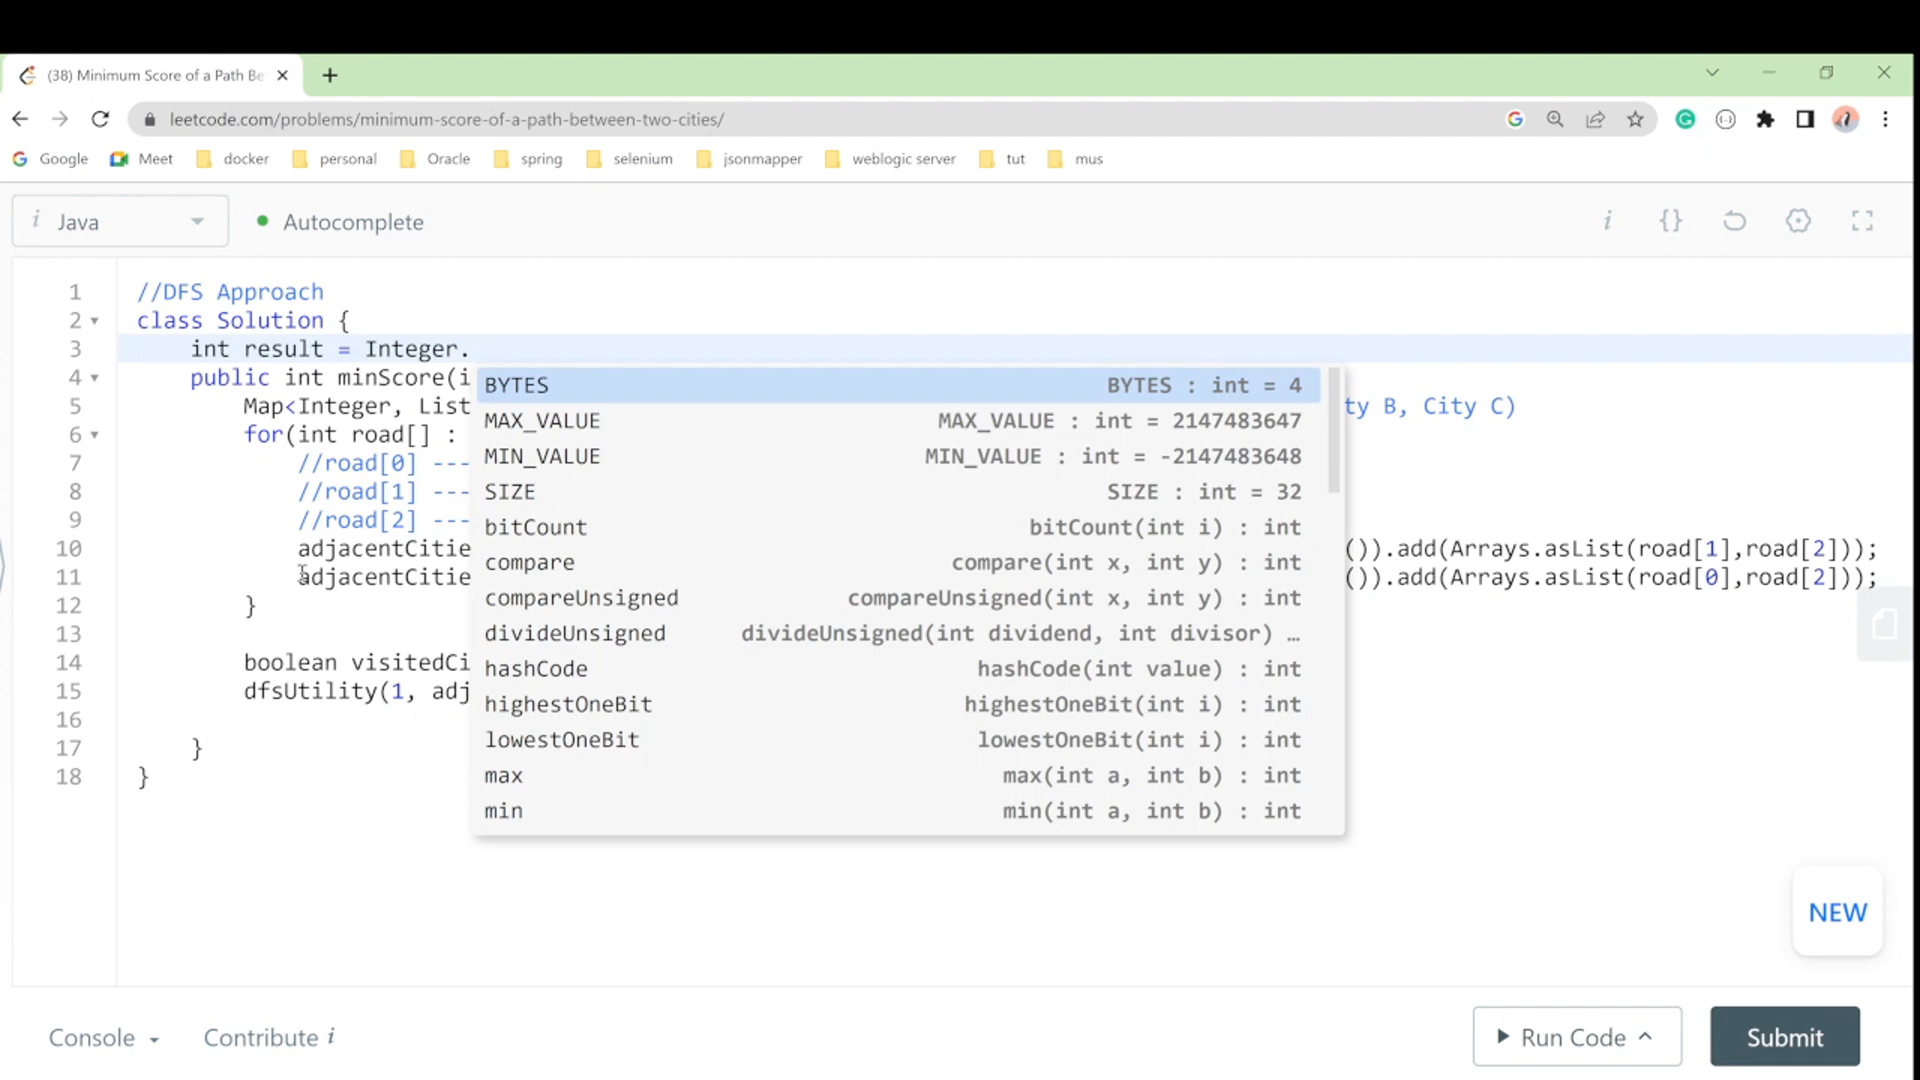 (38) Minimum Score of a Path Be
leetcode.com/problems/minimum-score-of-a-path-between-two-cities/
Google Meet docker personal Oracle spring selenium jsonmapper weblogic server tut mus
i Java Autocomplete
1 //DFS Approach
2 class Solution {
3 int result = Integer.
4 public int minScore(i
BYTES BYTES : int = 4
5 Map<Integer, List ty B, City C)
MAX_VALUE MAX_VALUE : int = 2147483647
6 for(int road[] :
MIN_VALUE MIN_VALUE : int = -2147483648
7 //road[0] ---
8 //road[1] ---
SIZE SIZE : int = 32
9 //road[2] ---
bitCount bitCount(int i) : int
10 adjacentCitie ()).add(Arrays.asList(road[1],road[2]));
compare compare(int x, int y) : int
11 adjacentCitie ()).add(Arrays.asList(road[0],road[2]));
compareUnsigned compareUnsigned(int x, int y) : int
12 }
divideUnsigned divideUnsigned(int dividend, int divisor) …
13
14 boolean visitedCi
hashCode hashCode(int value) : int
15 dfsUtility(1, adj
highestOneBit highestOneBit(int i) : int
16
lowestOneBit lowestOneBit(int i) : int
17 }
18 }
max max(int a, int b) : int
min min(int a, int b) : int
NEW
Console Contribute i Run Code Submit